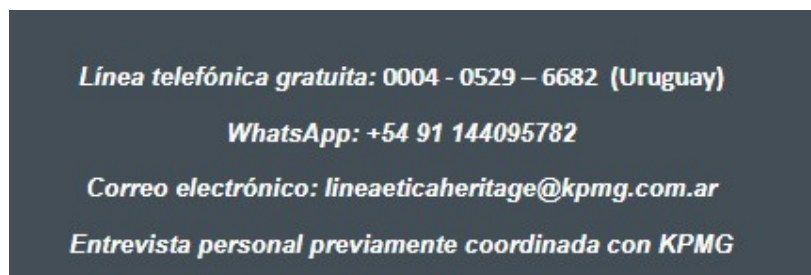 Línea telefónica gratuita: 0004 - 0529 – 6682 (Uruguay)
WhatsApp: +54 91 144095782
Correo electrónico: lineaeticaheritage@kpmg.com.ar
Entrevista personal previamente coordinada con KPMG